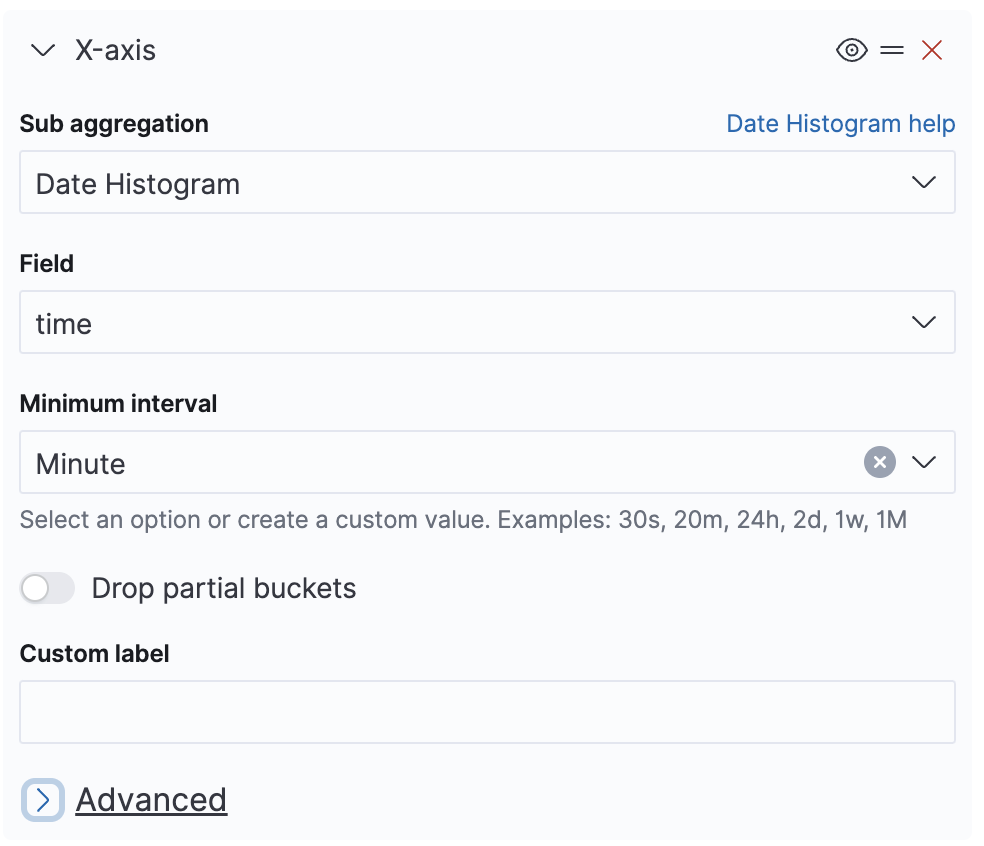 X-axis
Sub aggregation
Date Histogram help
Date Histogram
Field
time
Minimum interval
Minute
Select an option or create a custom value. Examples: 30s, 20m, 24h, 2d, 1w, 1M
Drop partial buckets
Custom label
Advanced